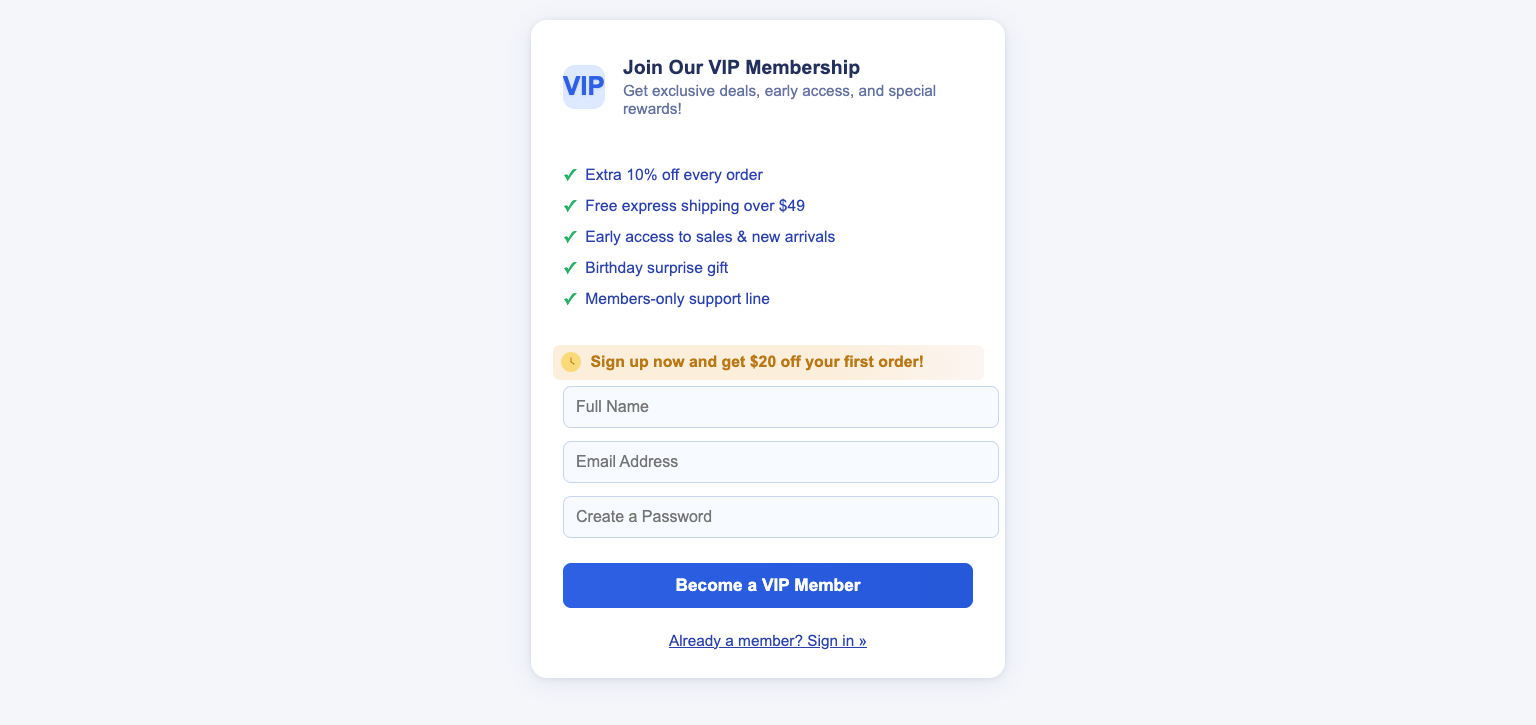 VIP
Join Our VIP Membership
Get exclusive deals, early access, and special
rewards!
✓ Extra 10% off every order
✓ Free express shipping over $49
✓ Early access to sales & new arrivals
✓ Birthday surprise gift
✓ Members-only support line
Sign up now and get $20 off your first order!
Full Name
Email Address
Create a Password
Become a VIP Member
Already a member? Sign in »